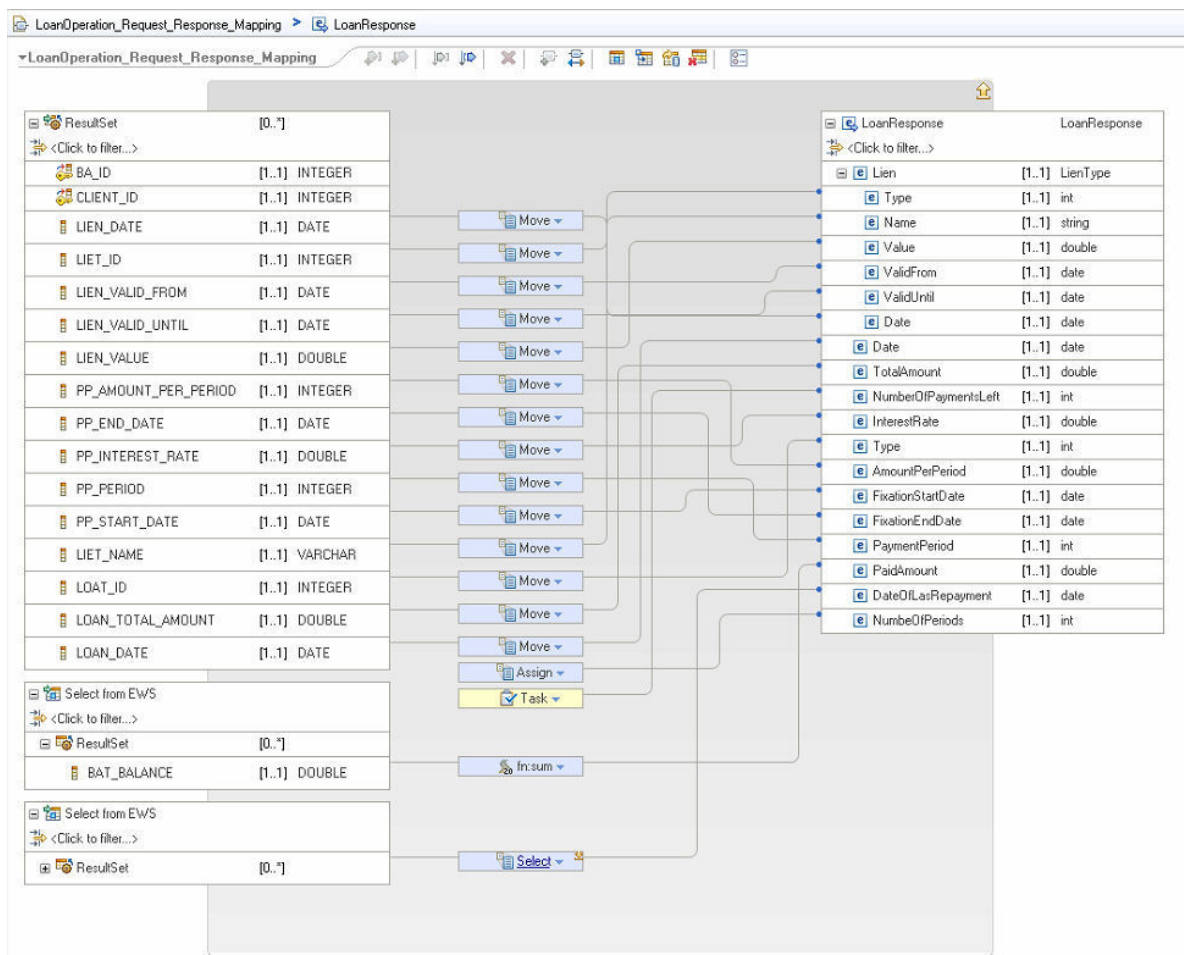 LoanOperation_Request_Response_Mapping > LoanResponse
LoanOperation_Request_Response_Mapping
ResultSet [0..*]
<Click to filter...>
BA_ID [1..1] INTEGER
CLIENT_ID [1..1] INTEGER
LIEN_DATE [1..1] DATE
LIET_ID [1..1] INTEGER
LIEN_VALID_FROM [1..1] DATE
LIEN_VALID_UNTIL [1..1] DATE
LIEN_VALUE [1..1] DOUBLE
PP_AMOUNT_PER_PERIOD [1..1] INTEGER
PP_END_DATE [1..1] DATE
PP_INTEREST_RATE [1..1] DOUBLE
PP_PERIOD [1..1] INTEGER
PP_START_DATE [1..1] DATE
LIET_NAME [1..1] VARCHAR
LOAT_ID [1..1] INTEGER
LOAN_TOTAL_AMOUNT [1..1] DOUBLE
LOAN_DATE [1..1] DATE
Select from EWS
<Click to filter...>
ResultSet [0..*]
BAT_BALANCE [1..1] DOUBLE
Select from EWS
<Click to filter...>
ResultSet [0..*]
Move
Move
Move
Move
Move
Move
Move
Move
Move
Move
Move
Move
Move
Move
Assign
Task
fn:sum
Select
LoanResponse LoanResponse
<Click to filter...>
Lien [1..1] LienType
Type [1..1] int
Name [1..1] string
Value [1..1] double
ValidFrom [1..1] date
ValidUntil [1..1] date
Date [1..1] date
Date [1..1] date
TotalAmount [1..1] double
NumberOfPaymentsLeft [1..1] int
InterestRate [1..1] double
Type [1..1] int
AmountPerPeriod [1..1] double
FixationStartDate [1..1] date
FixationEndDate [1..1] date
PaymentPeriod [1..1] int
PaidAmount [1..1] double
DateOfLasRepayment [1..1] date
NumbeOfPeriods [1..1] int